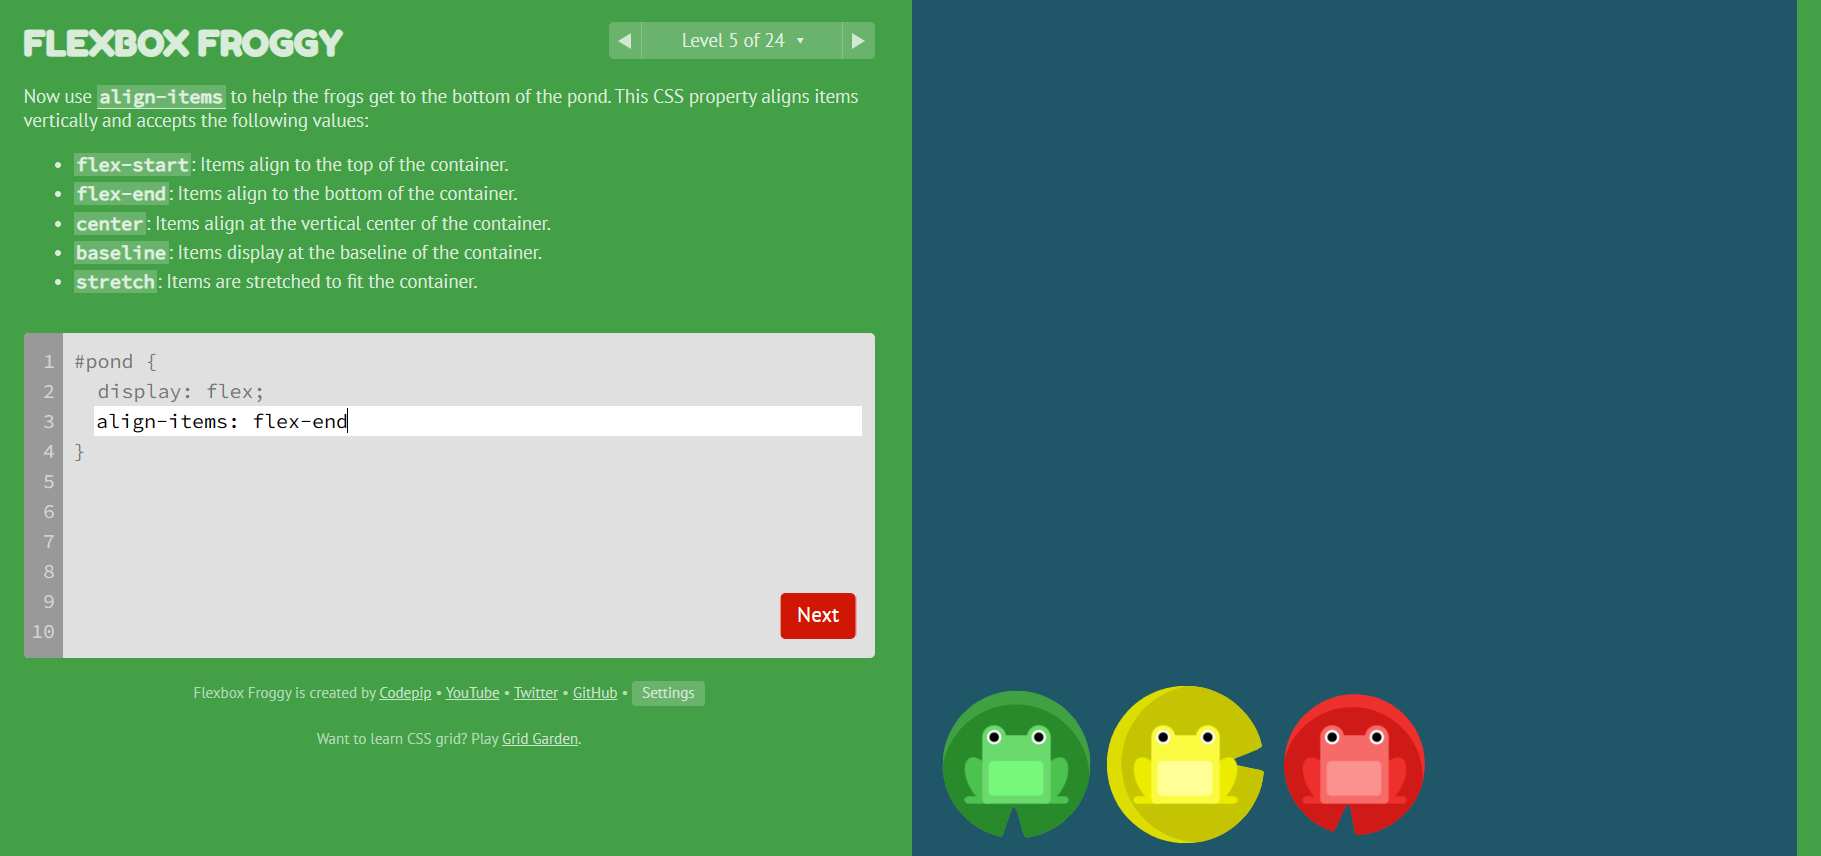 FLEXBOX FROGGY
◀ Level 5 of 24 ▼ ▶
Now use align-items to help the frogs get to the bottom of the pond. This CSS property aligns items
vertically and accepts the following values:
• flex-start: Items align to the top of the container.
• flex-end: Items align to the bottom of the container.
• center: Items align at the vertical center of the container.
• baseline: Items display at the baseline of the container.
• stretch: Items are stretched to fit the container.
1 #pond {
2   display: flex;
3   align-items: flex-end
4 }
5
6
7
8
9
10
Next
Flexbox Froggy is created by Codepip • YouTube • Twitter • GitHub • Settings
Want to learn CSS grid? Play Grid Garden.